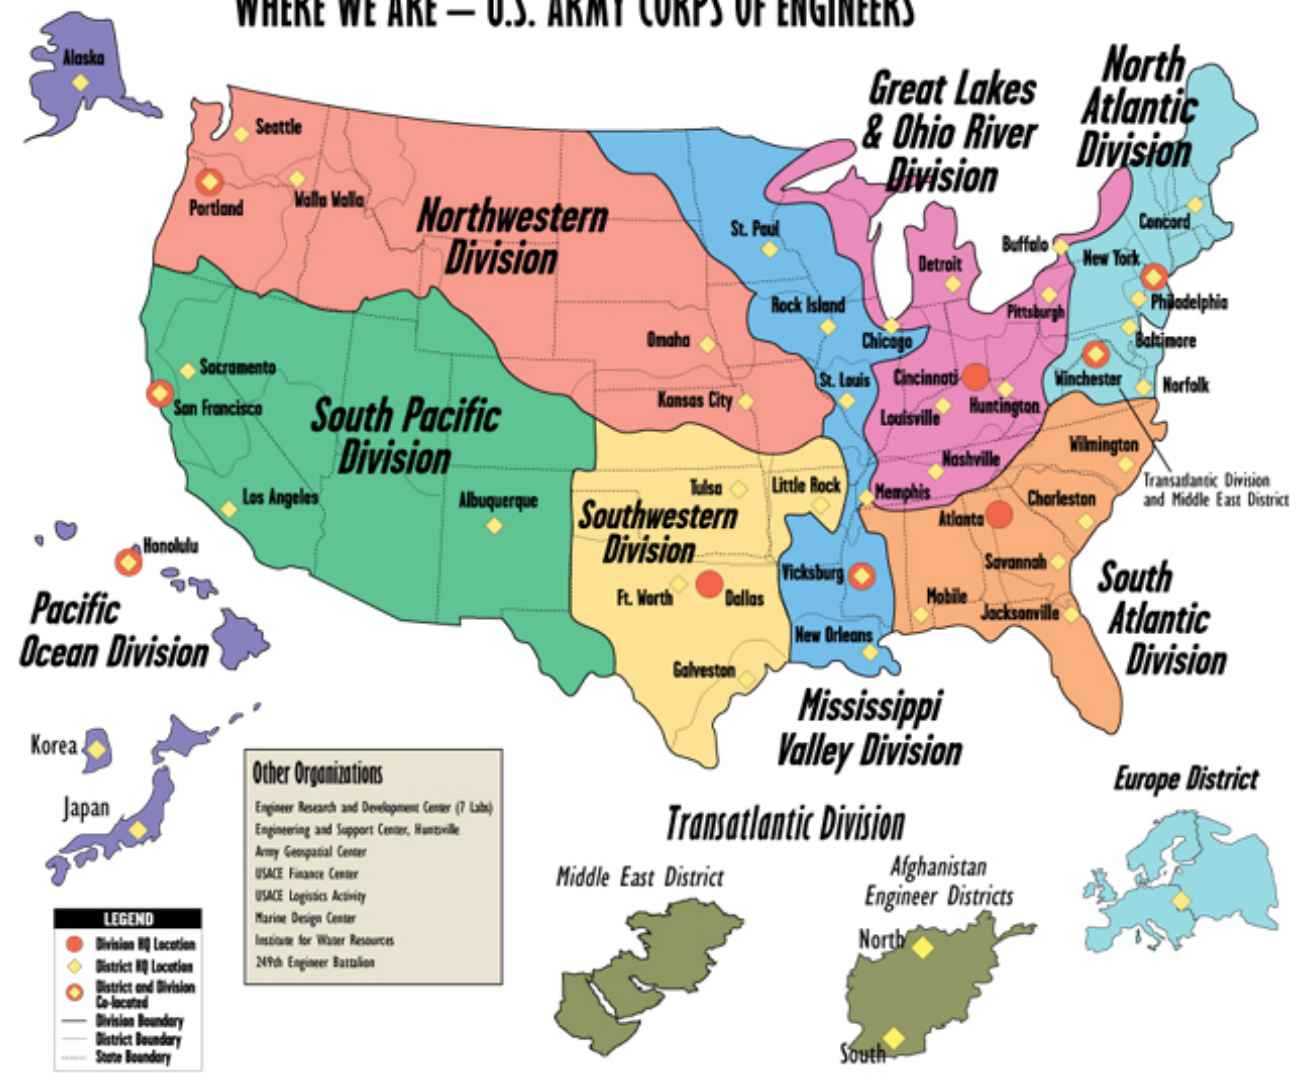 WHERE WE ARE — U.S. ARMY CORPS OF ENGINEERS
Alaska
Great Lakes
& Ohio River
Division
North
Atlantic
Division
Seattle
Portland
Walla Walla
Northwestern
Division
St. Paul
Rock Island
Omaha
Kansas City
Detroit
Buffalo
Pittsburgh
Chicago
Concord
New York
Philadelphia
Baltimore
Winchester
Norfolk
St. Louis
Cincinnati
Louisville
Huntington
Nashville
Memphis
Sacramento
San Francisco
Los Angeles
South Pacific
Division
Albuquerque
Tulsa
Little Rock
Southwestern
Division
Ft. Worth
Dallas
Galveston
Vicksburg
New Orleans
Mississippi
Valley Division
Wilmington
Charleston
Atlanta
Savannah
Mobile
Jacksonville
South
Atlantic
Division
Transatlantic Division
and Middle East District
Honolulu
Pacific
Ocean Division
Korea
Japan
Other Organizations
Engineer Research and Development Center (7 Labs)
Engineering and Support Center, Huntsville
Army Geospatial Center
USACE Finance Center
USACE Logistics Activity
Marine Design Center
Institute for Water Resources
249th Engineer Battalion
Transatlantic Division
Middle East District
Afghanistan
Engineer Districts
North
South
Europe District
LEGEND
Division HQ Location
District HQ Location
District and Division
Co-located
Division Boundary
District Boundary
State Boundary